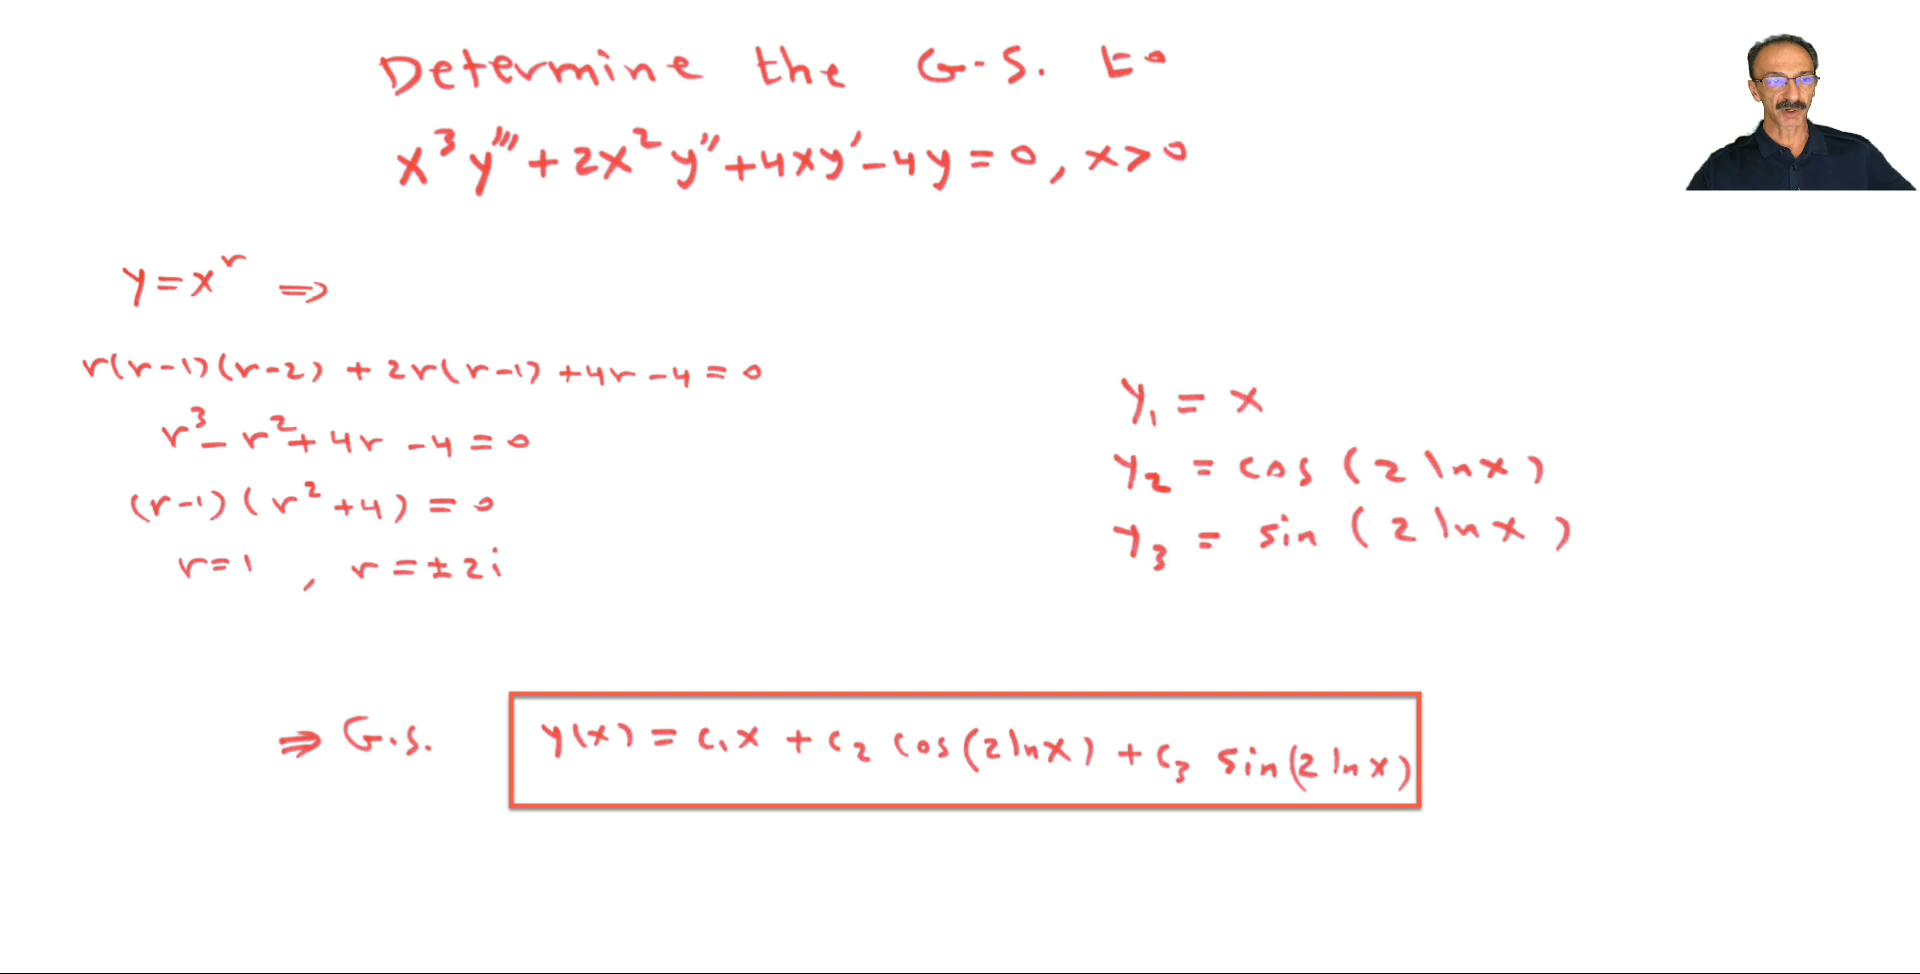 Determine the G.S. to
x³y''' + 2x²y'' + 4xy' - 4y = 0, x > 0
y = x^r ⇒
r(r-1)(r-2) + 2r(r-1) + 4r - 4 = 0
r³ - r² + 4r - 4 = 0
(r-1)(r² + 4) = 0
r = 1 , r = ± 2i
y₁ = x
y₂ = cos (2 ln x)
y₃ = sin (2 ln x)
⇒ G.S. y(x) = c₁x + c₂ cos(2 ln x) + c₃ sin(2 ln x)